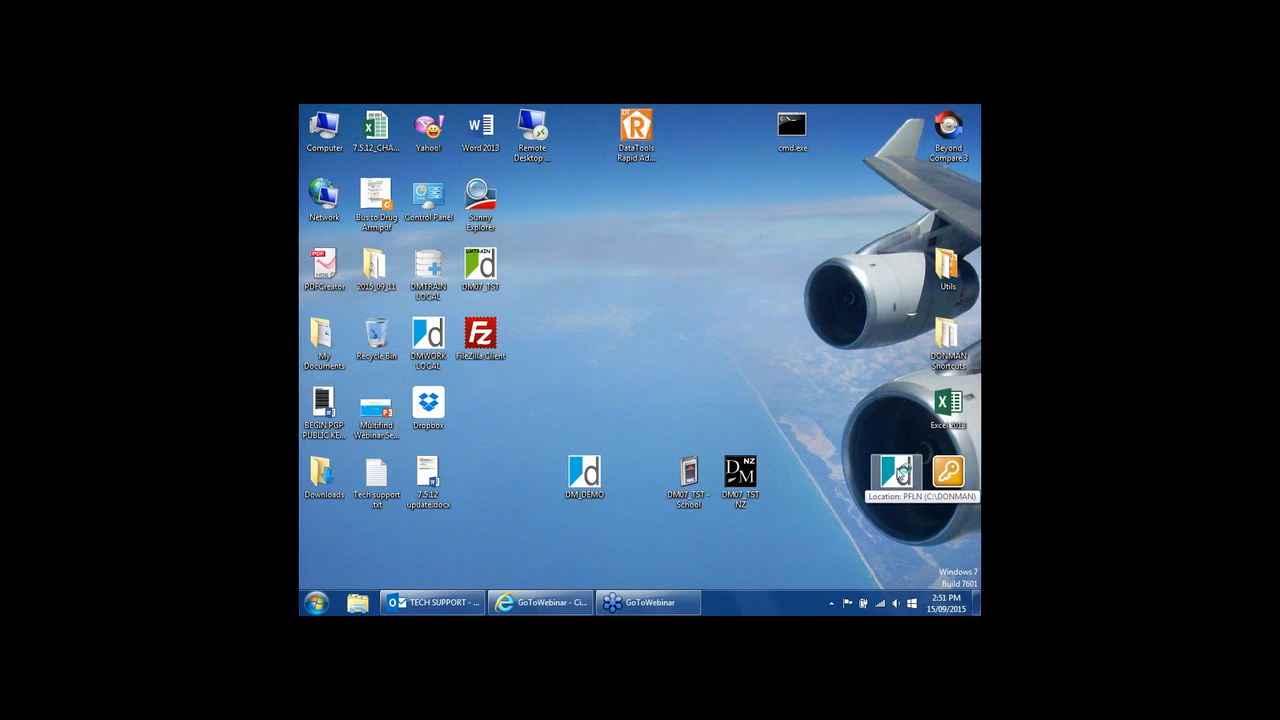 Computer
7.5.12_CHA...
Yahoo!
Word 2013
Remote
Desktop ...
DataTools
Rapid Ad...
cmd.exe
Beyond
Compare 3
Network
Bus to Drug
Arm.pdf
Control Panel
Sunny
Explorer
PDFCreator
2015_09_11
DMTRAIN
LOCAL
DM07_TST
Utils
My
Documents
Recycle Bin
DMWORK
LOCAL
FileZilla Client
DONMAN
Shortcuts
BEGIN PGP
PUBLIC KE...
Multifind
Webinar Se...
Dropbox
Excel 2013
Downloads
Tech support
.txt
7.5.12
update.docx
DM_DEMO
DM07_TST -
School
DM07_TST
NZ
Location: PFLN (C:\DONMAN)
Windows 7
Build 7601
TECH SUPPORT - ...
GoToWebinar - Ci...
GoToWebinar
2:51 PM
15/09/2015